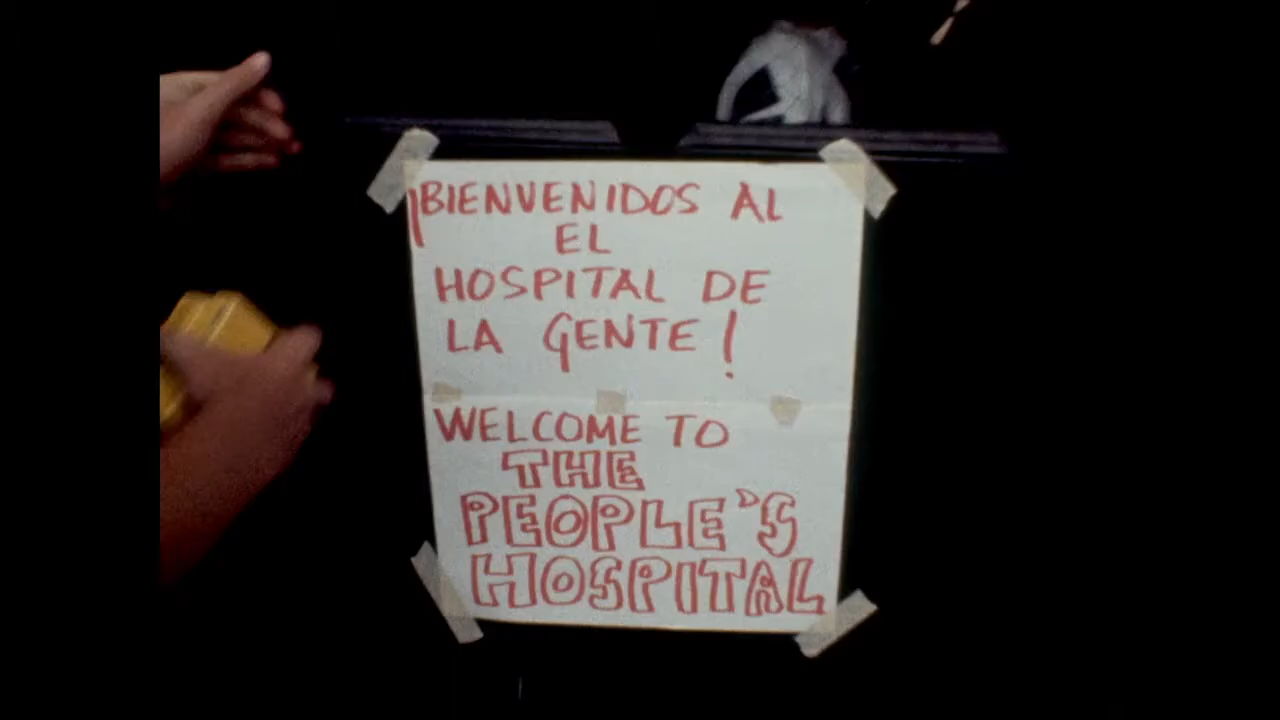 ¡BIENVENIDOS AL
EL
HOSPITAL DE
LA GENTE!
WELCOME TO
THE
PEOPLE'S
HOSPITAL